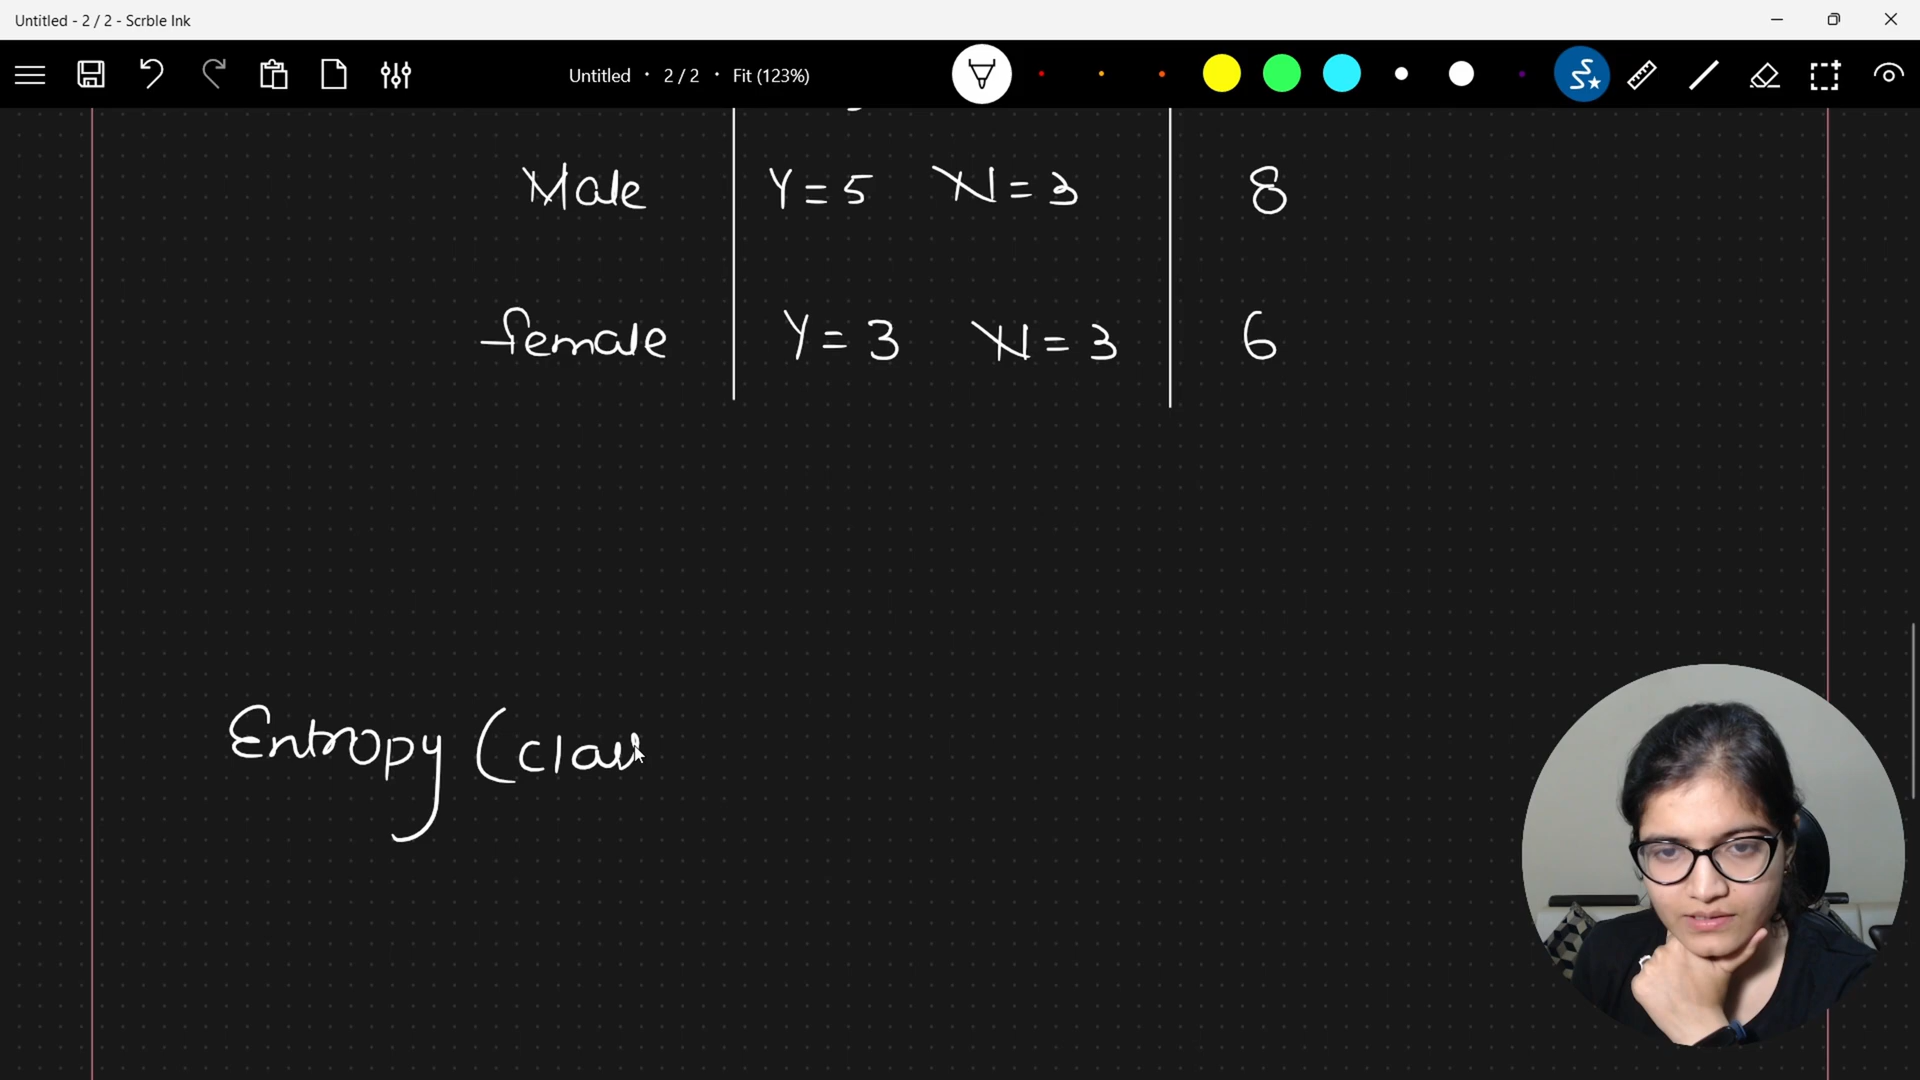 Untitled - 2 / 2 - Scrble Ink
Untitled • 2 / 2 • Fit (123%)
Male Y = 5 N = 3 8
female Y = 3 N = 3 6
Entropy (clas